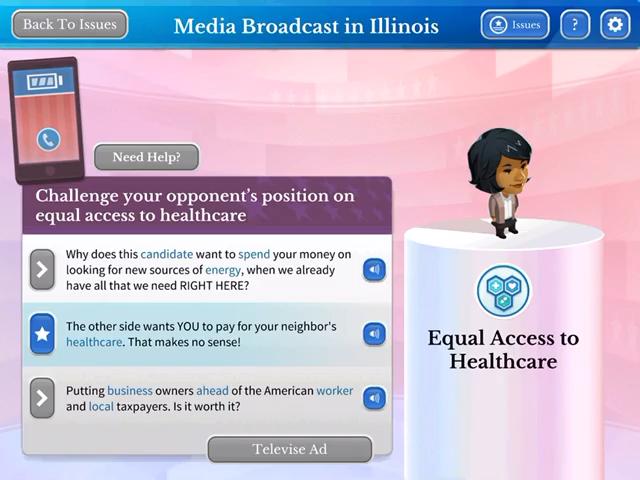 Back To Issues
Media Broadcast in Illinois
Issues
?
Need Help?
Challenge your opponent's position on
equal access to healthcare
Why does this candidate want to spend your money on
looking for new sources of energy, when we already
have all that we need RIGHT HERE?
The other side wants YOU to pay for your neighbor's
healthcare. That makes no sense!
Putting business owners ahead of the American worker
and local taxpayers. Is it worth it?
Televise Ad
Equal Access to
Healthcare